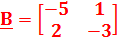 B = [−5 1
2 −3]